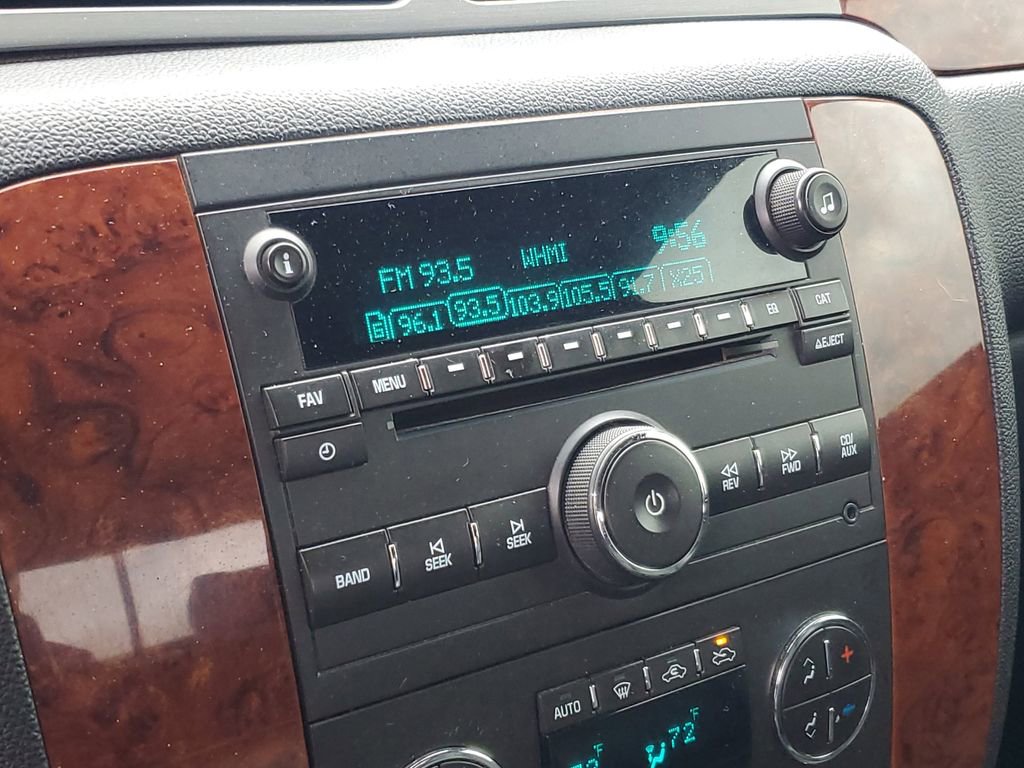 i
FM 93.5 WHMI 9:56
B 96.1 93.5 103.9 105.5 X25
FAV MENU EQ CAT
EJECT
REV FWD CD/
AUX
BAND SEEK SEEK
AUTO
72°F